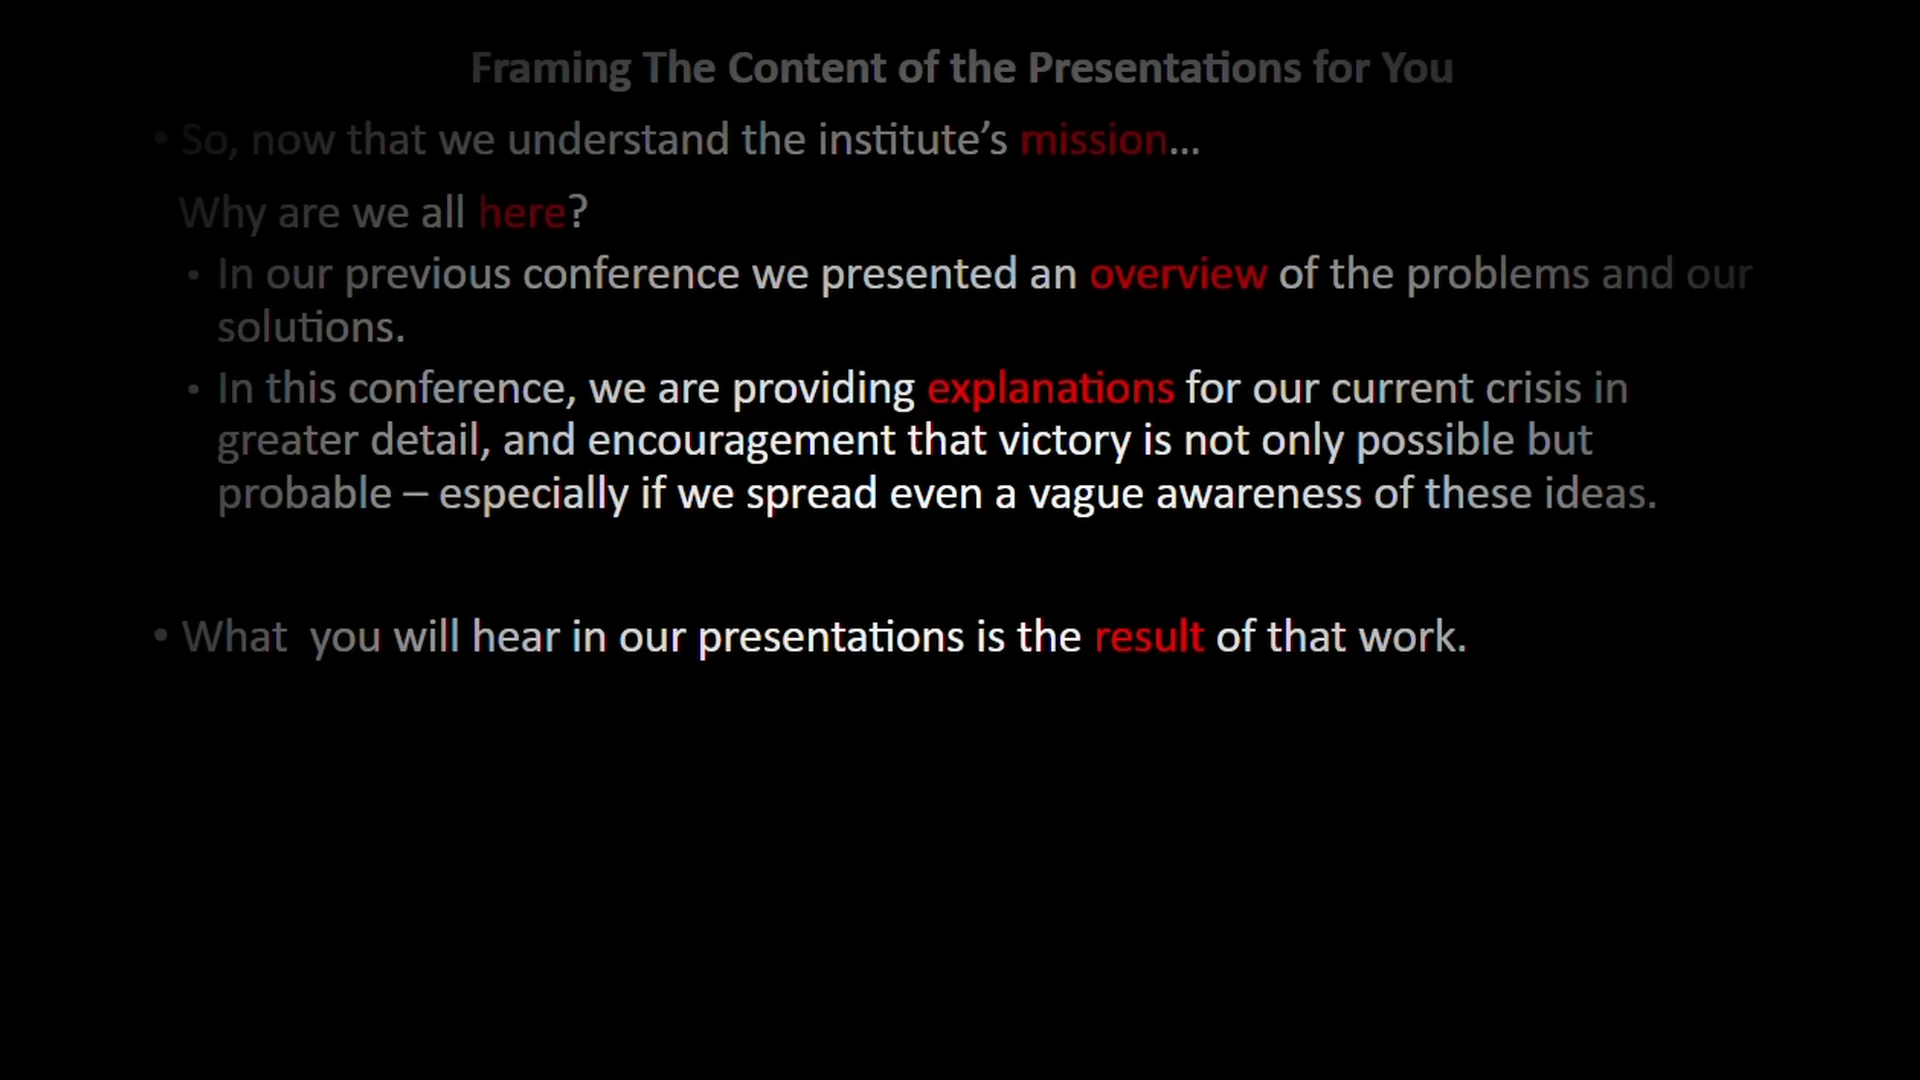 Framing The Content of the Presentations for You
• So, now that we understand the institute’s mission...
Why are we all here?
• In our previous conference we presented an overview of the problems and our
solutions.
• In this conference, we are providing explanations for our current crisis in
greater detail, and encouragement that victory is not only possible but
probable – especially if we spread even a vague awareness of these ideas.
• What  you will hear in our presentations is the result of that work.